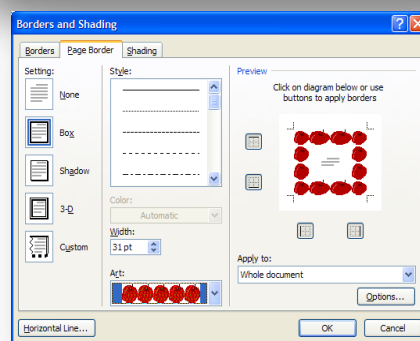 Borders and Shading
Borders
Page Border
Shading
Setting:
None
Box
Shadow
3-D
Custom
Style:
Color:
Automatic
Width:
31 pt
Art:
Preview
Click on diagram below or use
buttons to apply borders
Apply to:
Whole document
Options...
Horizontal Line...
OK
Cancel